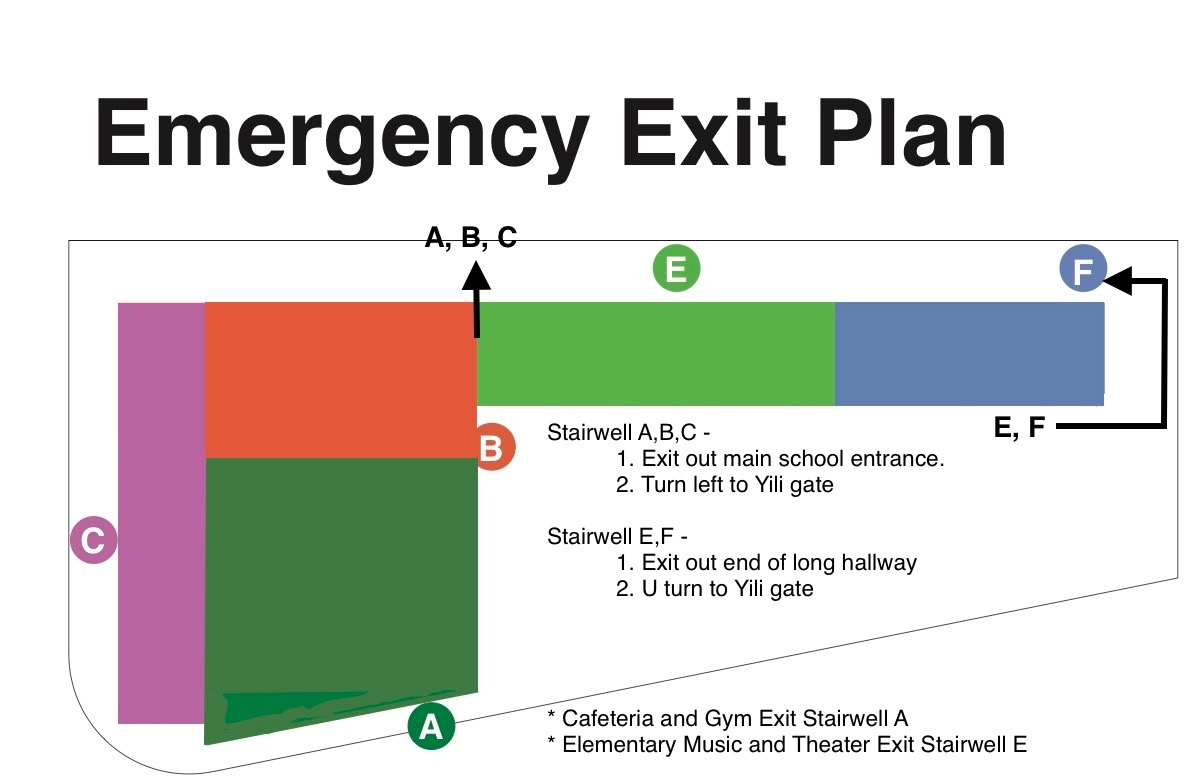 Emergency Exit Plan
A, B, C
E
F
E, F
B
C
A
Stairwell A,B,C -
1. Exit out main school entrance.
2. Turn left to Yili gate
Stairwell E,F -
1. Exit out end of long hallway
2. U turn to Yili gate
* Cafeteria and Gym Exit Stairwell A
* Elementary Music and Theater Exit Stairwell E